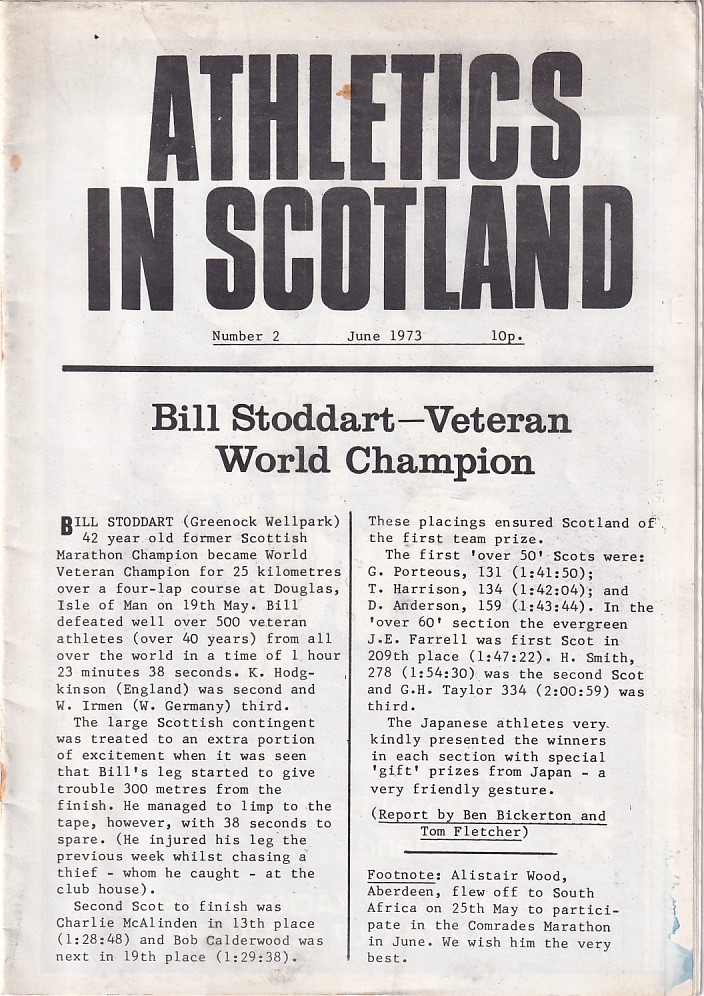 ATHLETICS
IN SCOTLAND
Number 2 June 1973 10p.
Bill Stoddart—Veteran
World Champion
BILL STODDART (Greenock Wellpark)
42 year old former Scottish
Marathon Champion became World
Veteran Champion for 25 kilometres
over a four-lap course at Douglas,
Isle of Man on 19th May. Bill
defeated well over 500 veteran
athletes (over 40 years) from all
over the world in a time of 1 hour
23 minutes 38 seconds. K. Hodg-
kinson (England) was second and
W. Irmen (W. Germany) third.
The large Scottish contingent
was treated to an extra portion
of excitement when it was seen
that Bill's leg started to give
trouble 300 metres from the
finish. He managed to limp to the
tape, however, with 38 seconds to
spare. (He injured his leg the
previous week whilst chasing a
thief - whom he caught - at the
club house).
Second Scot to finish was
Charlie McAlinden in 13th place
(1:28:48) and Bob Calderwood was
next in 19th place (1:29:38).
These placings ensured Scotland of
the first team prize.
The first 'over 50' Scots were:
G. Porteous, 131 (1:41:50);
T. Harrison, 134 (1:42:04); and
D. Anderson, 159 (1:43:44). In the
'over 60' section the evergreen
J.E. Farrell was first Scot in
209th place (1:47:22). H. Smith,
278 (1:54:30) was the second Scot
and G.H. Taylor 334 (2:00:59) was
third.
The Japanese athletes very
kindly presented the winners
in each section with special
'gift' prizes from Japan - a
very friendly gesture.
(Report by Ben Bickerton and
Tom Fletcher)
Footnote: Alistair Wood,
Aberdeen, flew off to South
Africa on 25th May to partici-
pate in the Comrades Marathon
in June. We wish him the very
best.